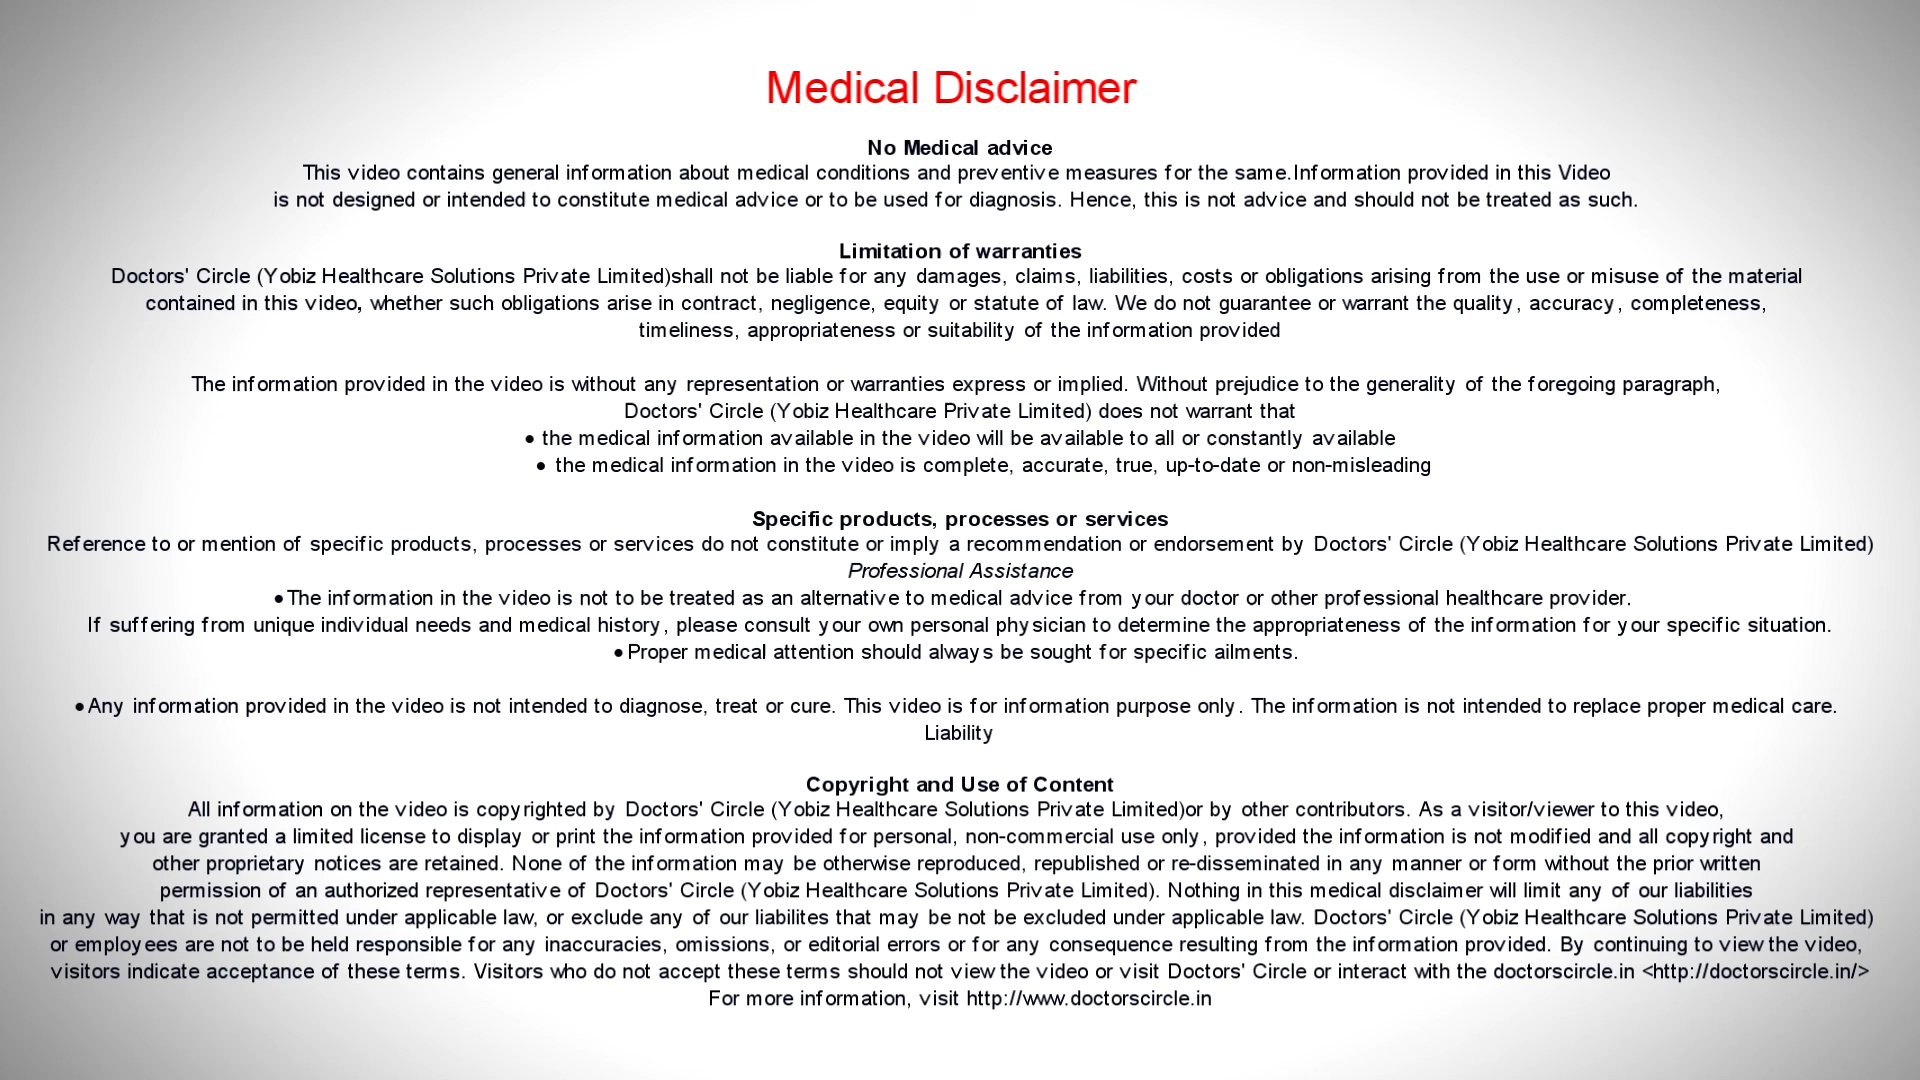 Medical Disclaimer
No Medical advice
This video contains general information about medical conditions and preventive measures for the same.Information provided in this Video
is not designed or intended to constitute medical advice or to be used for diagnosis. Hence, this is not advice and should not be treated as such.
Limitation of warranties
Doctors' Circle (Yobiz Healthcare Solutions Private Limited)shall not be liable for any damages, claims, liabilities, costs or obligations arising from the use or misuse of the material
contained in this video, whether such obligations arise in contract, negligence, equity or statute of law. We do not guarantee or warrant the quality, accuracy, completeness,
timeliness, appropriateness or suitability of the information provided
The information provided in the video is without any representation or warranties express or implied. Without prejudice to the generality of the foregoing paragraph,
Doctors' Circle (Yobiz Healthcare Private Limited) does not warrant that
● the medical information available in the video will be available to all or constantly available
● the medical information in the video is complete, accurate, true, up-to-date or non-misleading
Specific products, processes or services
Reference to or mention of specific products, processes or services do not constitute or imply a recommendation or endorsement by Doctors' Circle (Yobiz Healthcare Solutions Private Limited)
Professional Assistance
●The information in the video is not to be treated as an alternative to medical advice from your doctor or other professional healthcare provider.
If suffering from unique individual needs and medical history, please consult your own personal physician to determine the appropriateness of the information for your specific situation.
●Proper medical attention should always be sought for specific ailments.
●Any information provided in the video is not intended to diagnose, treat or cure. This video is for information purpose only. The information is not intended to replace proper medical care.
Liability
Copyright and Use of Content
All information on the video is copyrighted by Doctors' Circle (Yobiz Healthcare Solutions Private Limited)or by other contributors. As a visitor/viewer to this video,
you are granted a limited license to display or print the information provided for personal, non-commercial use only, provided the information is not modified and all copyright and
other proprietary notices are retained. None of the information may be otherwise reproduced, republished or re-disseminated in any manner or form without the prior written
permission of an authorized representative of Doctors' Circle (Yobiz Healthcare Solutions Private Limited). Nothing in this medical disclaimer will limit any of our liabilities
in any way that is not permitted under applicable law, or exclude any of our liabilites that may be not be excluded under applicable law. Doctors' Circle (Yobiz Healthcare Solutions Private Limited)
or employees are not to be held responsible for any inaccuracies, omissions, or editorial errors or for any consequence resulting from the information provided. By continuing to view the video,
visitors indicate acceptance of these terms. Visitors who do not accept these terms should not view the video or visit Doctors' Circle or interact with the doctorscircle.in <http://doctorscircle.in/>
For more information, visit http://www.doctorscircle.in